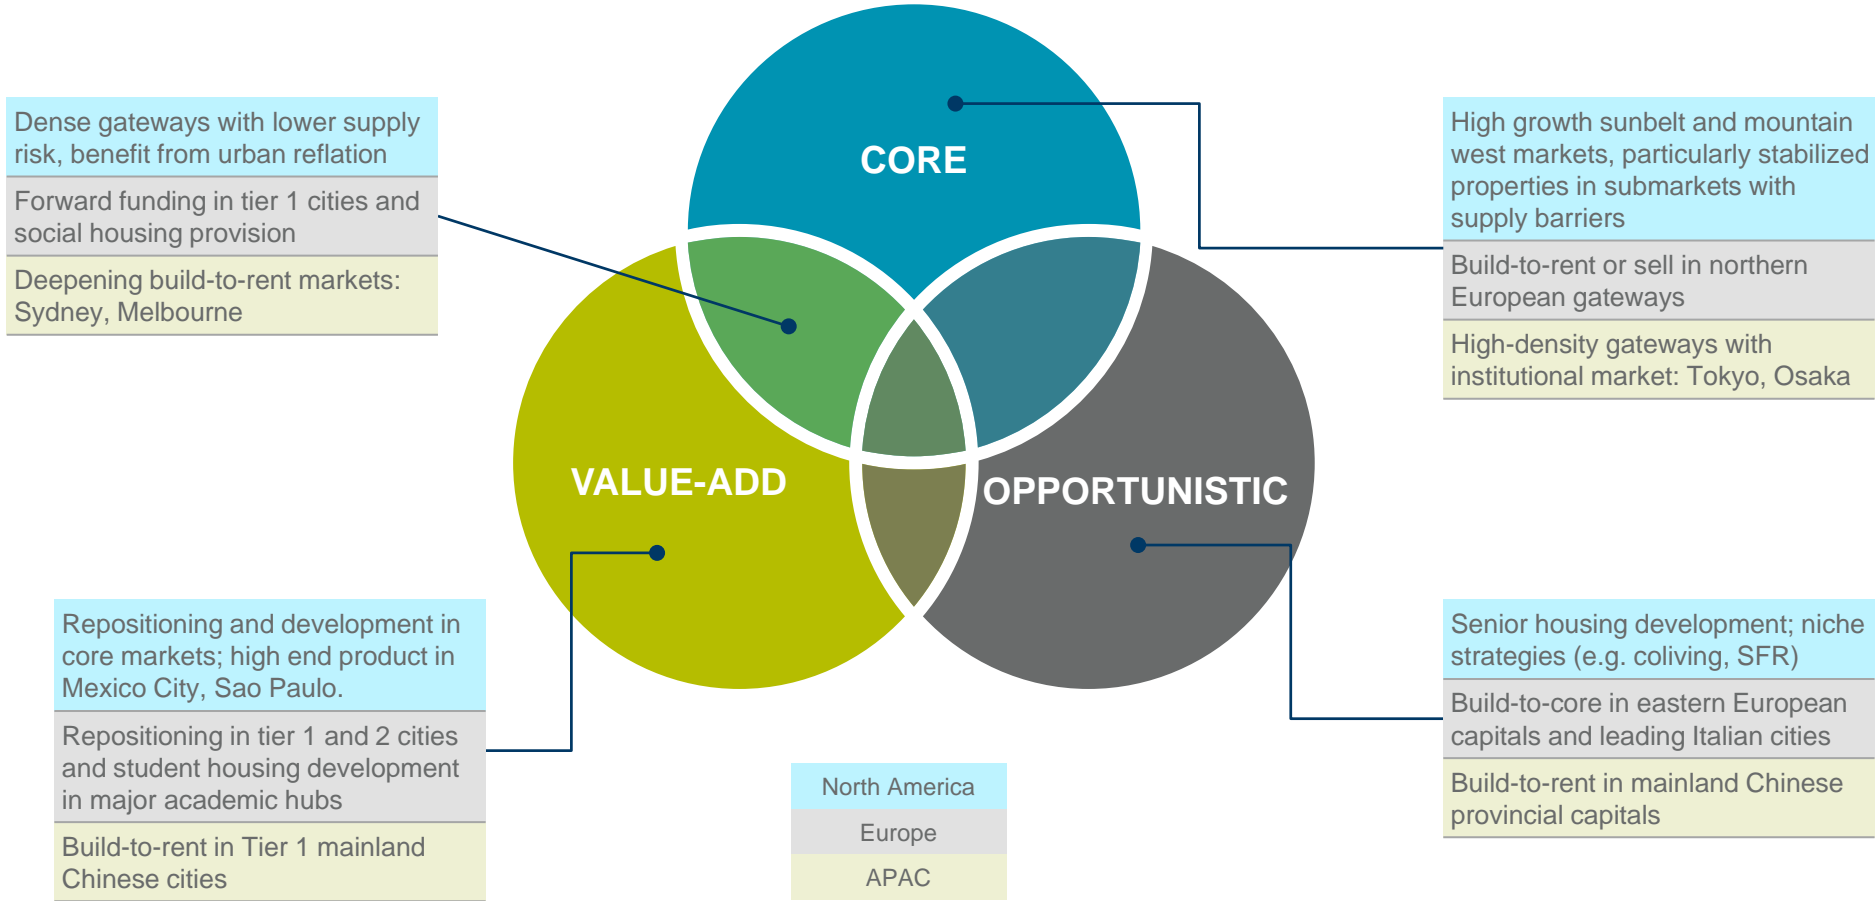 CORE
VALUE-ADD
OPPORTUNISTIC
Dense gateways with lower supply
risk, benefit from urban reflation
Forward funding in tier 1 cities and
social housing provision
Deepening build-to-rent markets:
Sydney, Melbourne
High growth sunbelt and mountain
west markets, particularly stabilized
properties in submarkets with
supply barriers
Build-to-rent or sell in northern
European gateways
High-density gateways with
institutional market: Tokyo, Osaka
Repositioning and development in
core markets; high end product in
Mexico City, Sao Paulo.
Repositioning in tier 1 and 2 cities
and student housing development
in major academic hubs
Build-to-rent in Tier 1 mainland
Chinese cities
Senior housing development; niche
strategies (e.g. coliving, SFR)
Build-to-core in eastern European
capitals and leading Italian cities
Build-to-rent in mainland Chinese
provincial capitals
North America
Europe
APAC